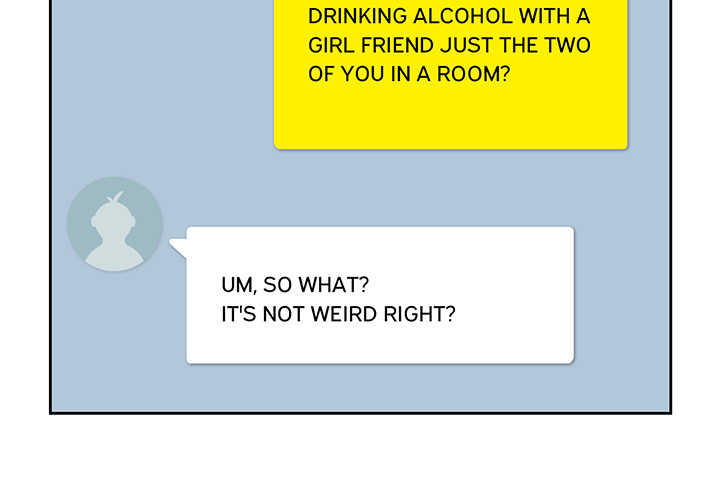 DRINKING ALCOHOL WITH A
GIRL FRIEND JUST THE TWO
OF YOU IN A ROOM?
UM, SO WHAT?
IT'S NOT WEIRD RIGHT?